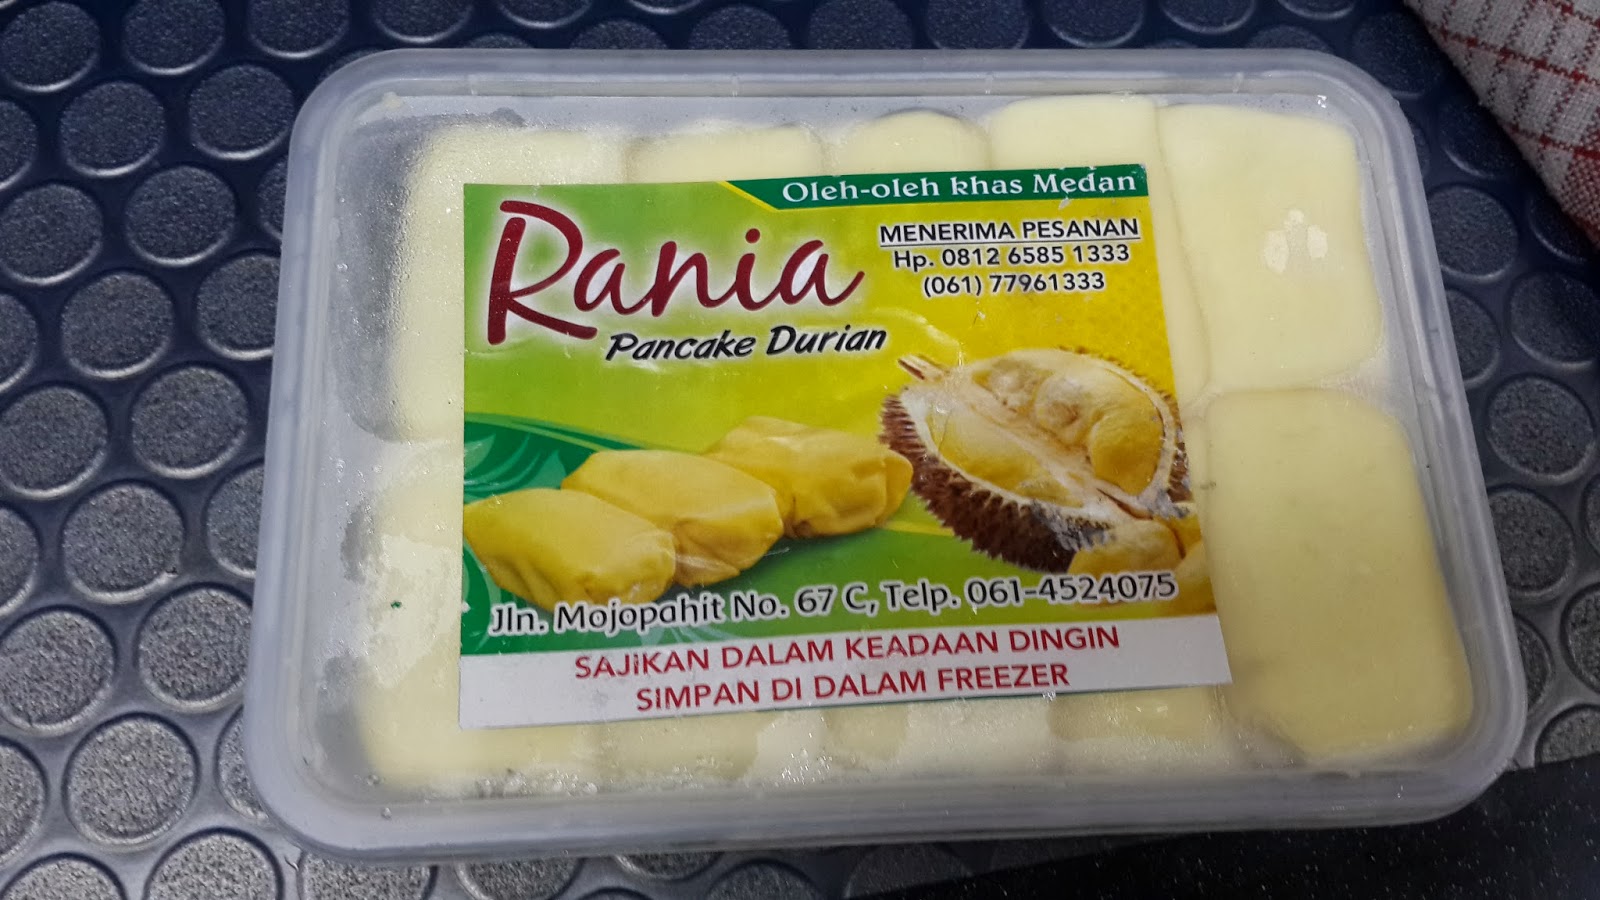 Oleh-oleh khas Medan
Rania
Pancake Durian
MENERIMA PESANAN
Hp. 0812 6585 1333
(061) 77961333
Jln. Mojopahit No. 67 C, Telp. 061-4524075
SAJIKAN DALAM KEADAAN DINGIN
SIMPAN DI DALAM FREEZER